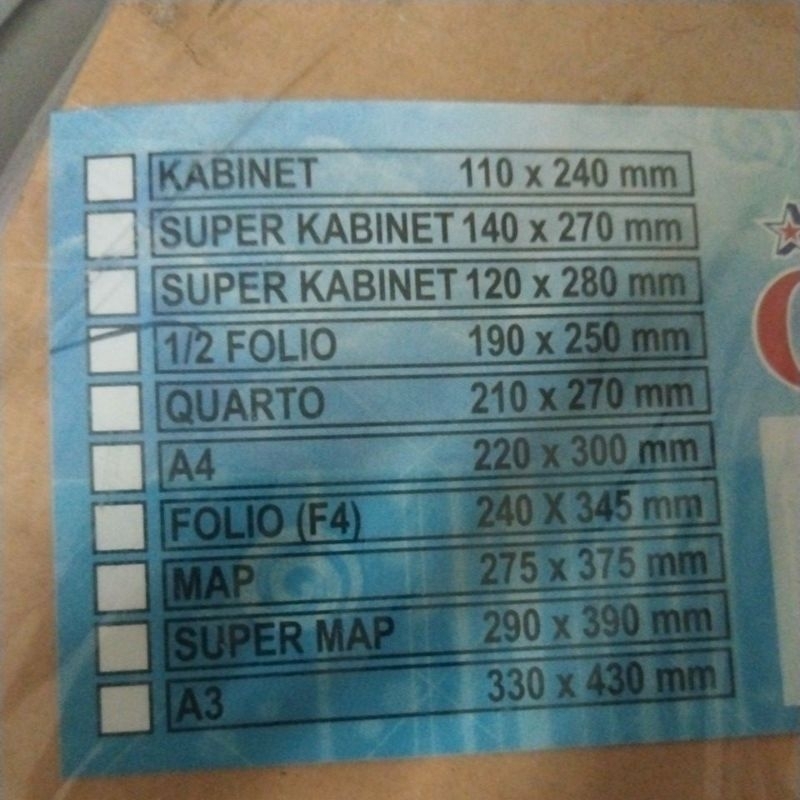 KABINET 110 x 240 mm
SUPER KABINET 140 x 270 mm
SUPER KABINET 120 x 280 mm
1/2 FOLIO 190 x 250 mm
QUARTO 210 x 270 mm
A4 220 x 300 mm
FOLIO (F4) 240 X 345 mm
MAP 275 x 375 mm
SUPER MAP 290 x 390 mm
A3 330 x 430 mm